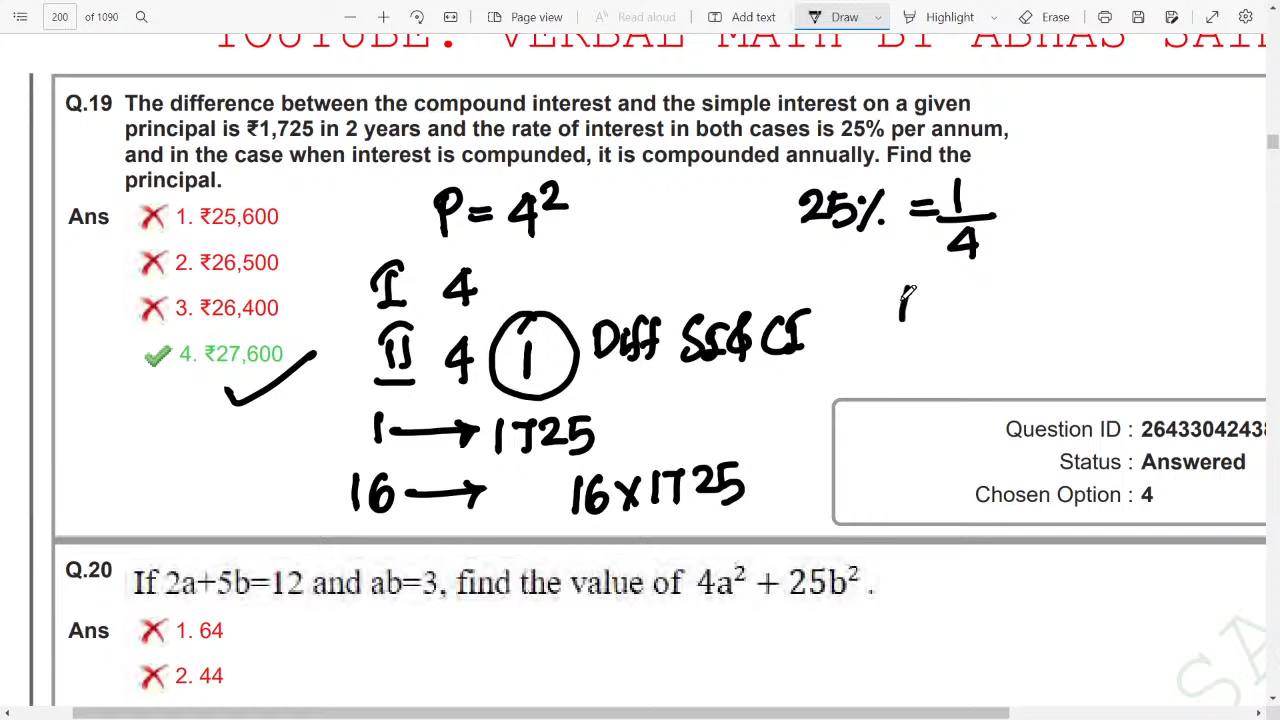 200 of 1090 Page view Read aloud Add text Draw Highlight Erase
YOUTUBE: VERBAL MATH BY ABHAS SAINI
Q.19 The difference between the compound interest and the simple interest on a given
principal is ₹1,725 in 2 years and the rate of interest in both cases is 25% per annum,
and in the case when interest is compunded, it is compounded annually. Find the
principal.
P = 4²
25% = 1/4
Ans 1. ₹25,600
2. ₹26,500
I 4
3. ₹26,400
II 4 1 Diff SI & CI
4. ₹27,600
1 → 1725
16 → 16 x 1725
Question ID : 26433042438
Status : Answered
Chosen Option : 4
Q.20 If 2a+5b=12 and ab=3, find the value of 4a² + 25b² .
Ans 1. 64
2. 44
SA